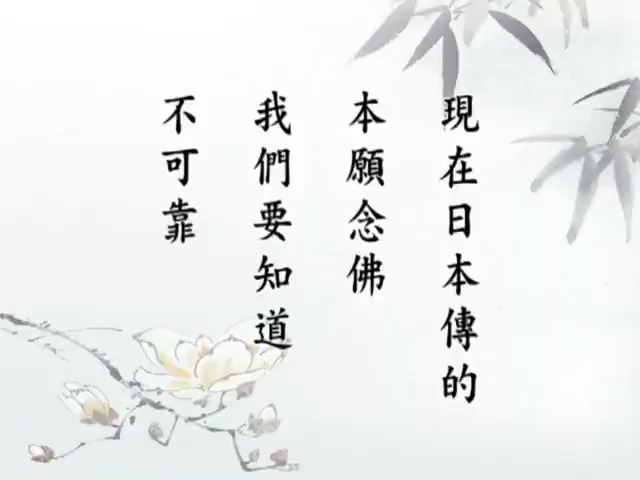 現在日本傳的
本願念佛
我們要知道
不可靠